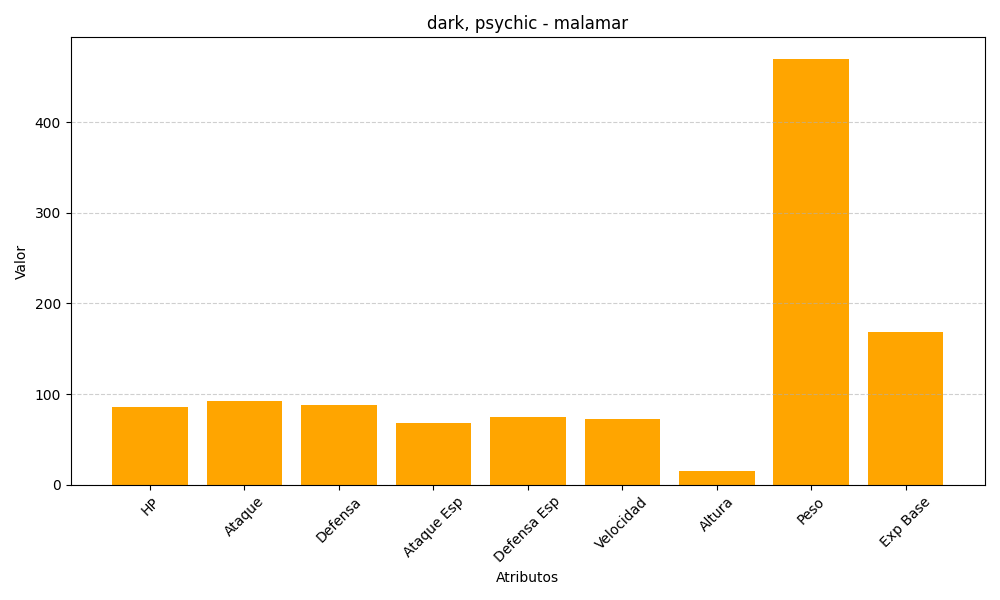 dark, psychic - malamar
Valor
400
300
200
100
0
HP
Ataque
Defensa
Ataque Esp
Defensa Esp
Velocidad
Altura
Peso
Exp Base
Atributos